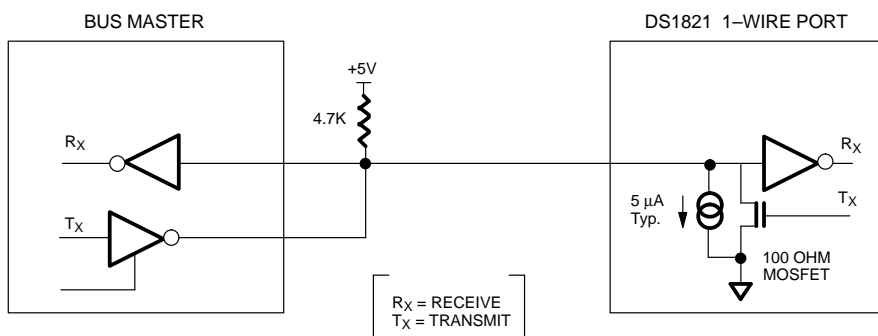 BUS MASTER
DS1821 1–WIRE PORT
+5V
4.7K
RX
TX
RX
TX
5 μA
Typ.
100 OHM
MOSFET
RX = RECEIVE
TX = TRANSMIT